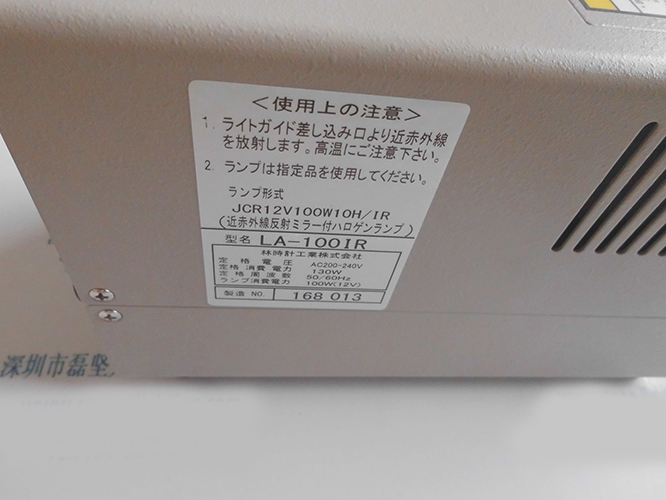 ＜使用上の注意＞
1. ライトガイド差し込み口より近赤外線
を放射します。高温にご注意下さい。
2. ランプは指定品を使用してください。
ランプ形式
JCR12V100W10H/IR
(近赤外線反射ミラー付ハロゲンランプ)
型名 LA-100IR
林時計工業株式会社
定格電圧 AC200-240V
定格消費電力 130W
定格周波数 50/60Hz
ランプ消費電力 100W(12V)
製造 NO. 168 013
深圳市磊坚